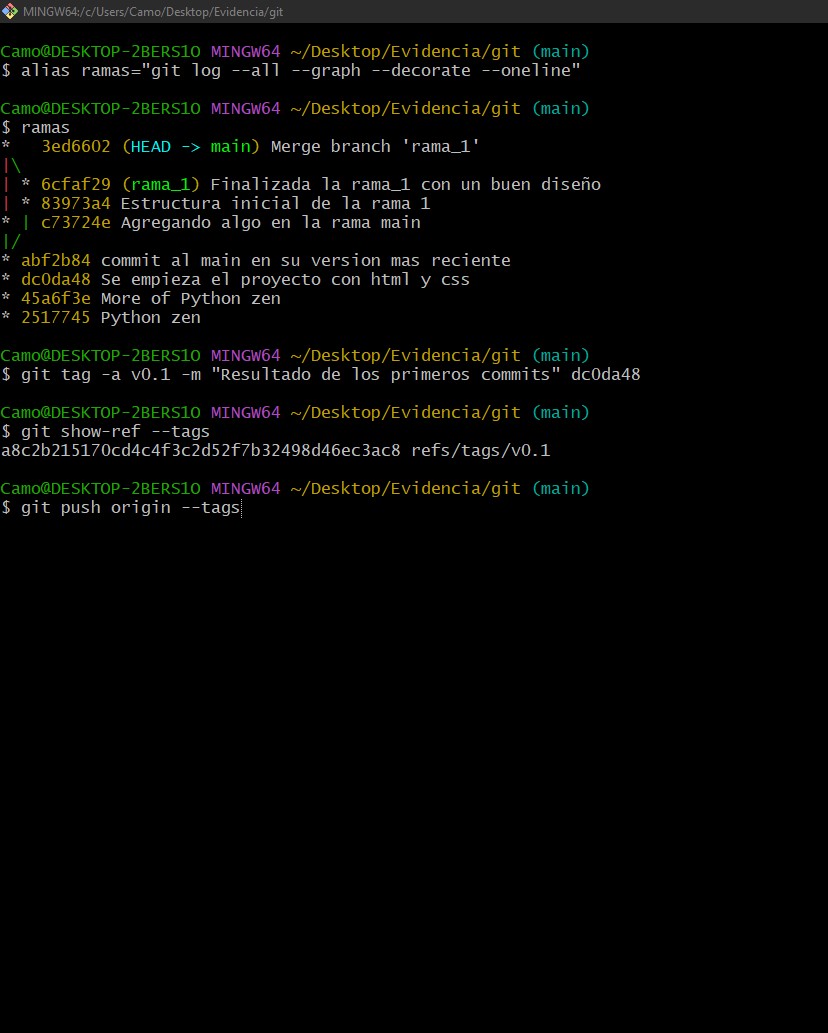 MINGW64:/c/Users/Camo/Desktop/Evidencia/git
Camo@DESKTOP-2BERS1O MINGW64 ~/Desktop/Evidencia/git (main)
$ alias ramas="git log --all --graph --decorate --oneline"
Camo@DESKTOP-2BERS1O MINGW64 ~/Desktop/Evidencia/git (main)
$ ramas
*   3ed6602 (HEAD -> main) Merge branch 'rama_1'
|\
| * 6cfaf29 (rama_1) Finalizada la rama_1 con un buen diseño
| * 83973a4 Estructura inicial de la rama 1
* | c73724e Agregando algo en la rama main
|/
* abf2b84 commit al main en su version mas reciente
* dc0da48 Se empieza el proyecto con html y css
* 45a6f3e More of Python zen
* 2517745 Python zen
Camo@DESKTOP-2BERS1O MINGW64 ~/Desktop/Evidencia/git (main)
$ git tag -a v0.1 -m "Resultado de los primeros commits" dc0da48
Camo@DESKTOP-2BERS1O MINGW64 ~/Desktop/Evidencia/git (main)
$ git show-ref --tags
a8c2b215170cd4c4f3c2d52f7b32498d46ec3ac8 refs/tags/v0.1
Camo@DESKTOP-2BERS1O MINGW64 ~/Desktop/Evidencia/git (main)
$ git push origin --tags